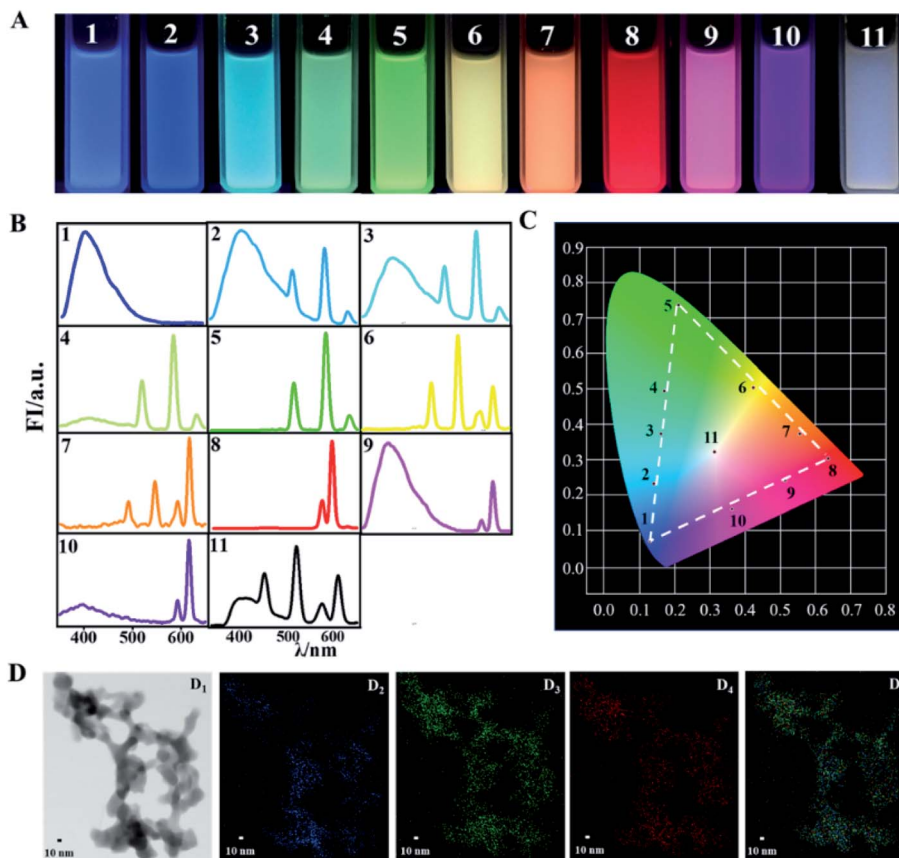 A
1 2 3 4 5 6 7 8 9 10 11
B
1 2 3
4 5 6
7 8 9
10 11
FI/a.u.
400 500 600 400 500 600
λ/nm
C
0.9
0.8
0.7
0.6
0.5
0.4
0.3
0.2
0.1
0.0
5
4
6
3
7
11
2
8
9
1
10
0.0 0.1 0.2 0.3 0.4 0.5 0.6 0.7 0.8
D
D₁ D₂ D₃ D₄ D
10 nm 10 nm 10 nm 10 nm 10 nm